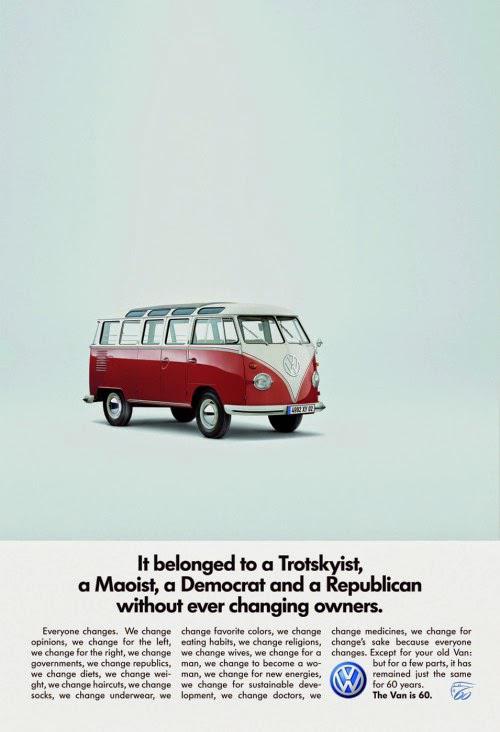 It belonged to a Trotskyist,
a Maoist, a Democrat and a Republican
without ever changing owners.
Everyone changes. We change
opinions, we change for the left,
we change for the right, we change
governments, we change republics,
we change diets, we change wei-
ght, we change haircuts, we change
socks, we change underwear, we
change favorite colors, we change
eating habits, we change religions,
we change wives, we change for a
man, we change to become a wo-
man, we change for new energies,
we change for sustainable deve-
lopment, we change doctors, we
change medicines, we change for
change's sake because everyone
changes. Except for your old Van:
but for a few parts, it has
remained just the same
for 60 years.
The Van is 60.